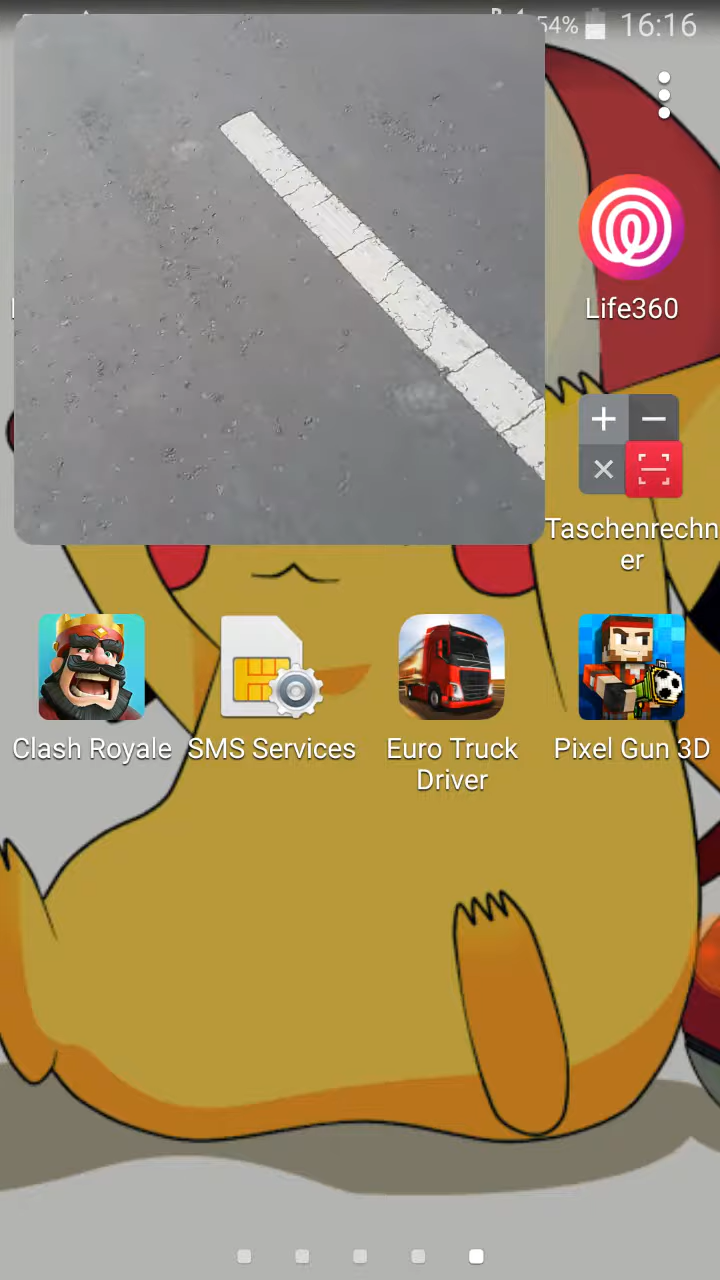 54% 16:16
Life360
Taschenrechn
er
Clash Royale SMS Services Euro Truck Pixel Gun 3D
Driver